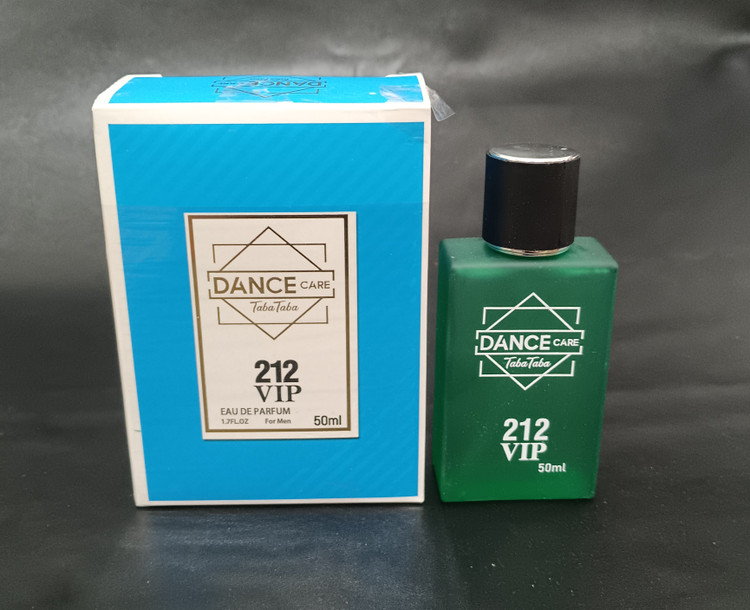 DANCE
DANCE CARE
TabaTaba
212
VIP
EAU DE PARFUM
1.7FL.OZ For Men 50ml
DANCE CARE
TabaTaba
212
VIP
50ml